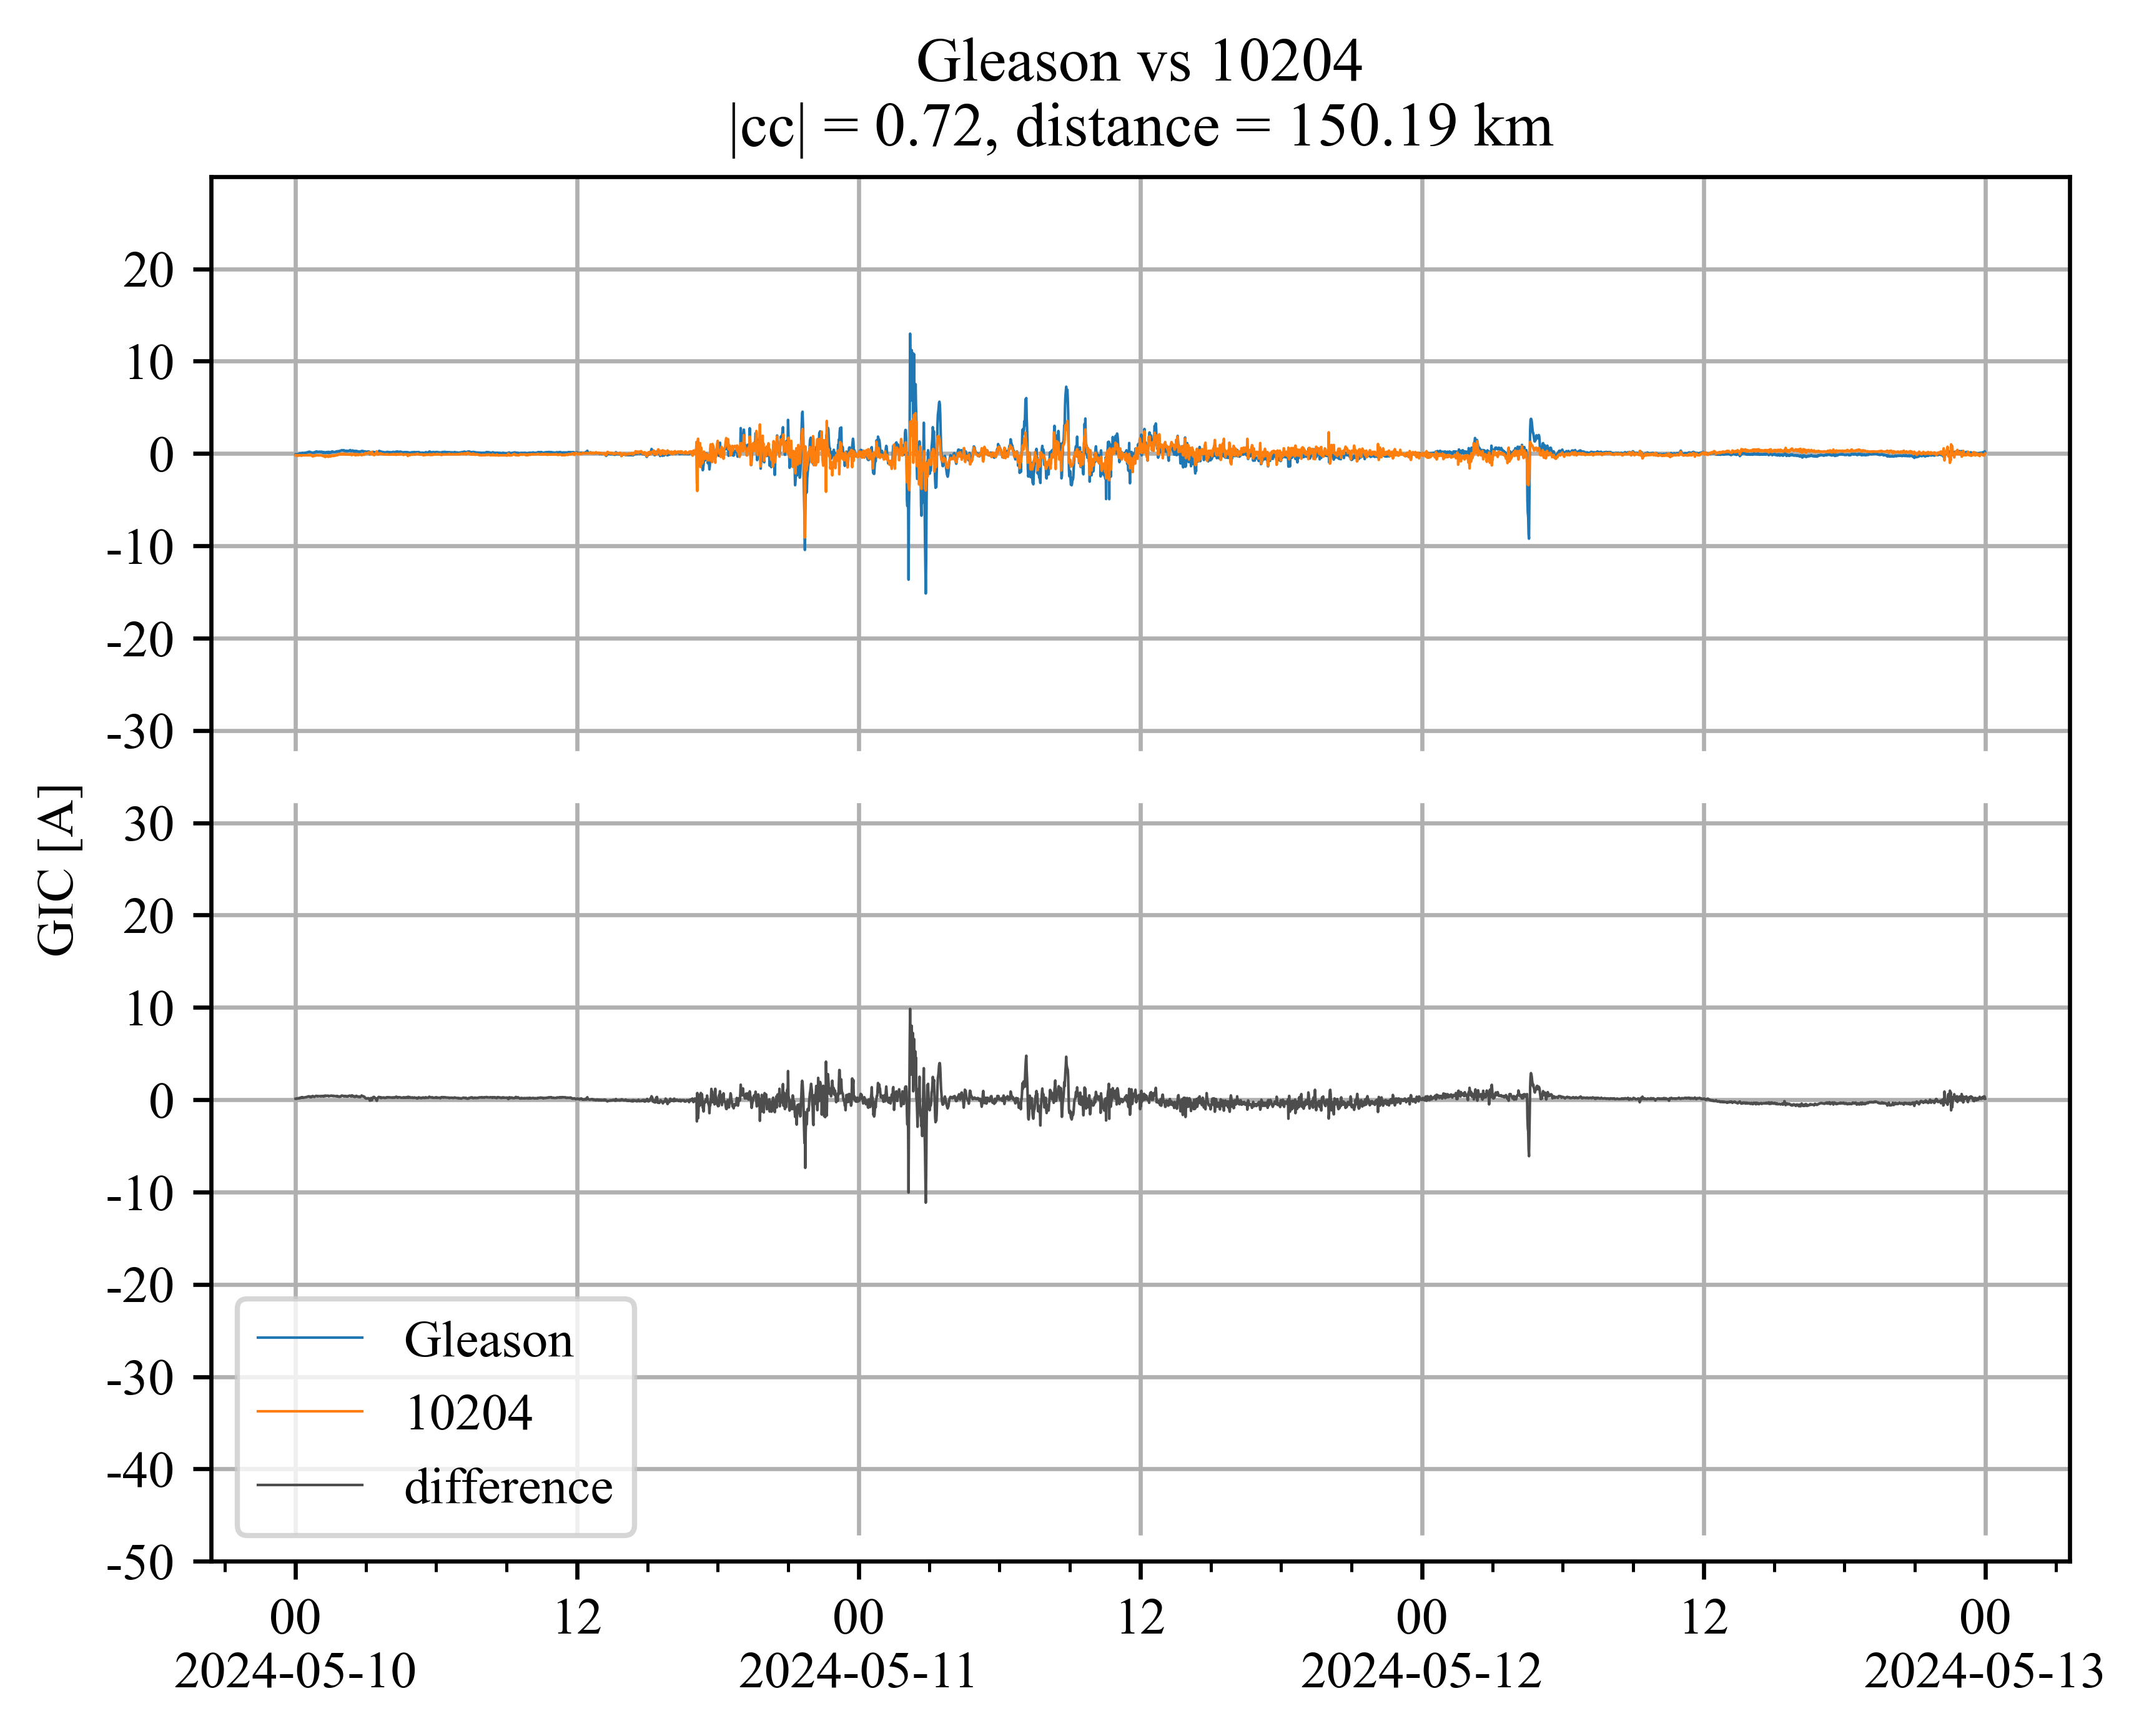 Gleason vs 10204
|cc| = 0.72, distance = 150.19 km
GIC [A]
20
10
0
-10
-20
-30
30
20
10
0
-10
-20
-30
-40
-50
Gleason
10204
difference
00 12 00 12 00 12 00
2024-05-10 2024-05-11 2024-05-12 2024-05-13